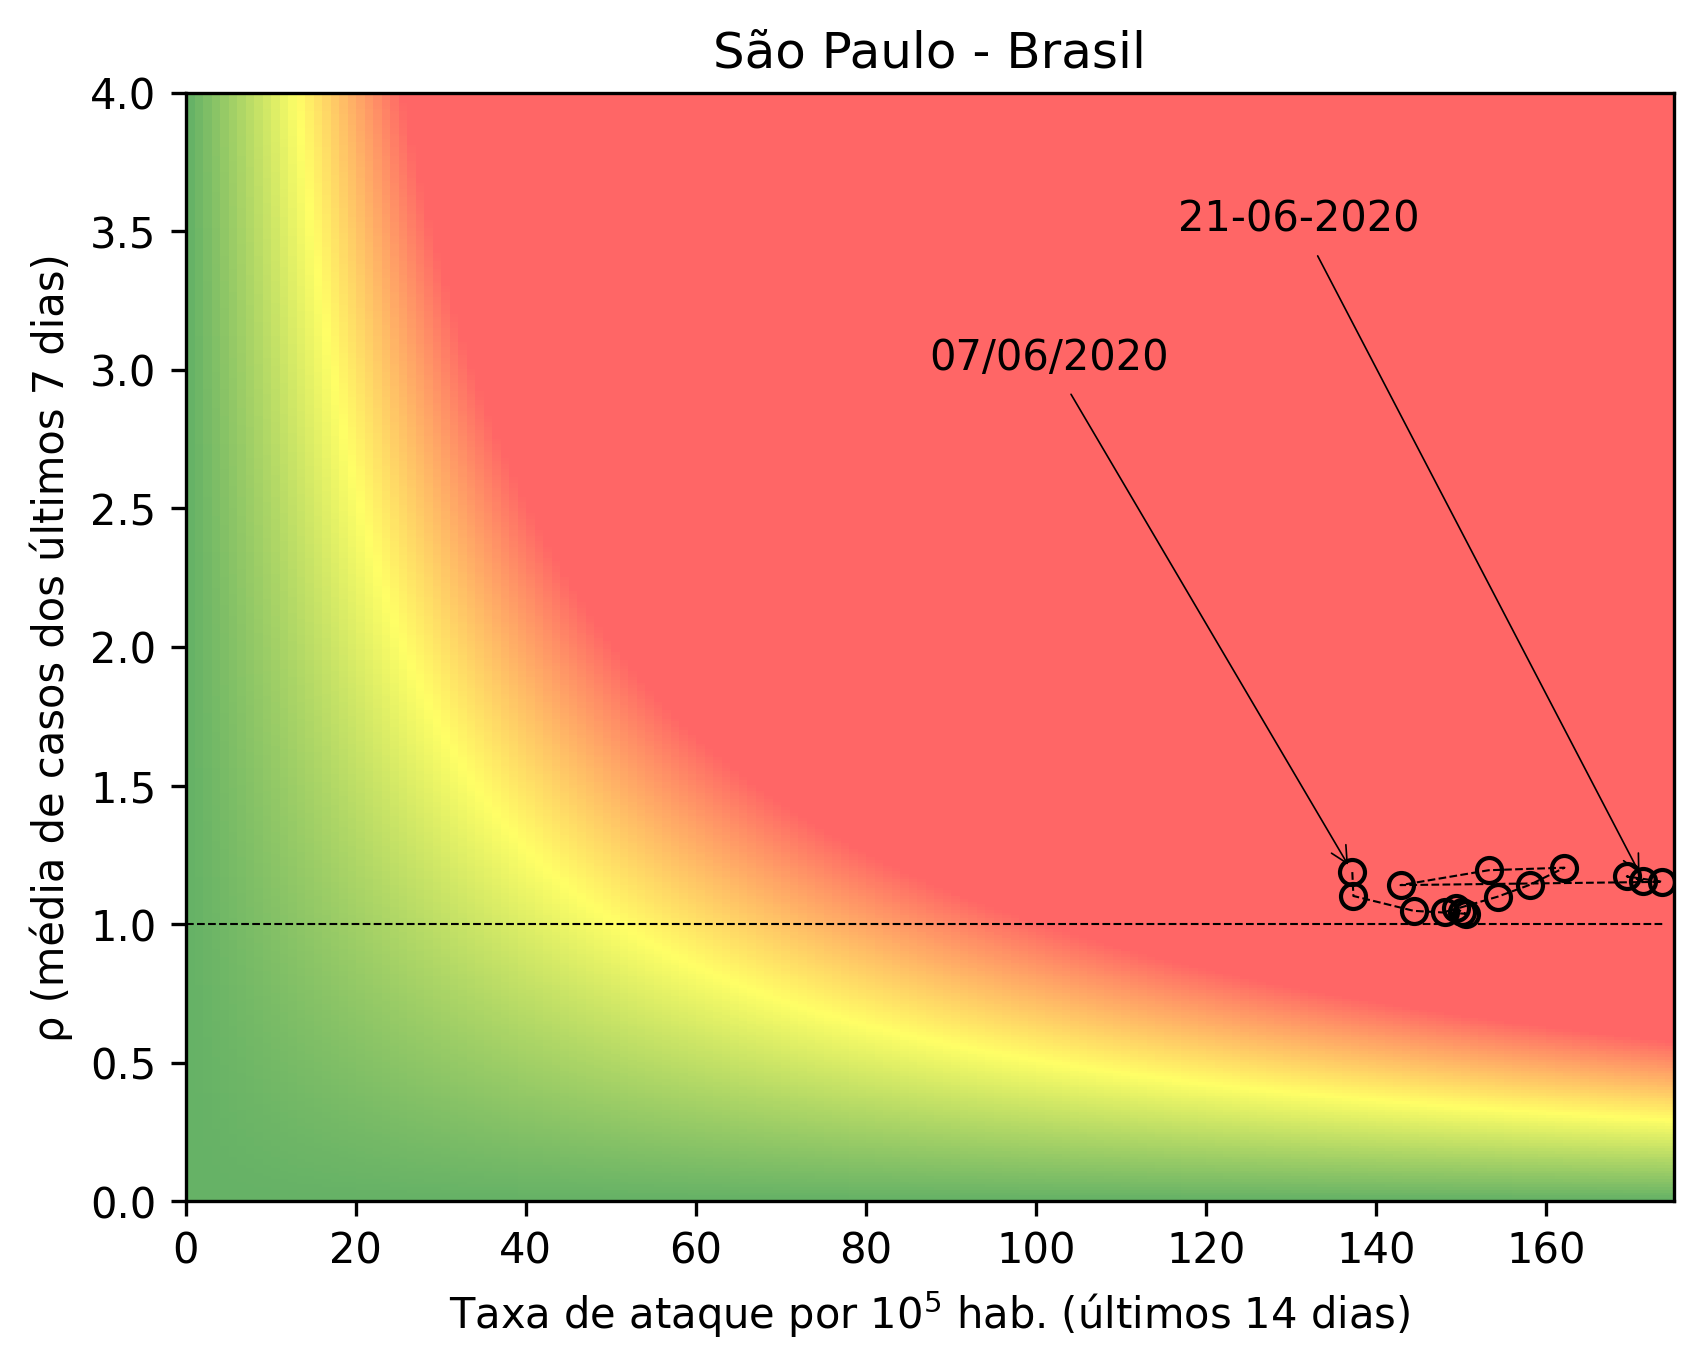 São Paulo - Brasil
4.0
3.5
3.0
2.5
2.0
1.5
1.0
0.5
0.0
ρ (média de casos dos últimos 7 dias)
21-06-2020
07/06/2020
0 20 40 60 80 100 120 140 160
Taxa de ataque por 10⁵ hab. (últimos 14 dias)